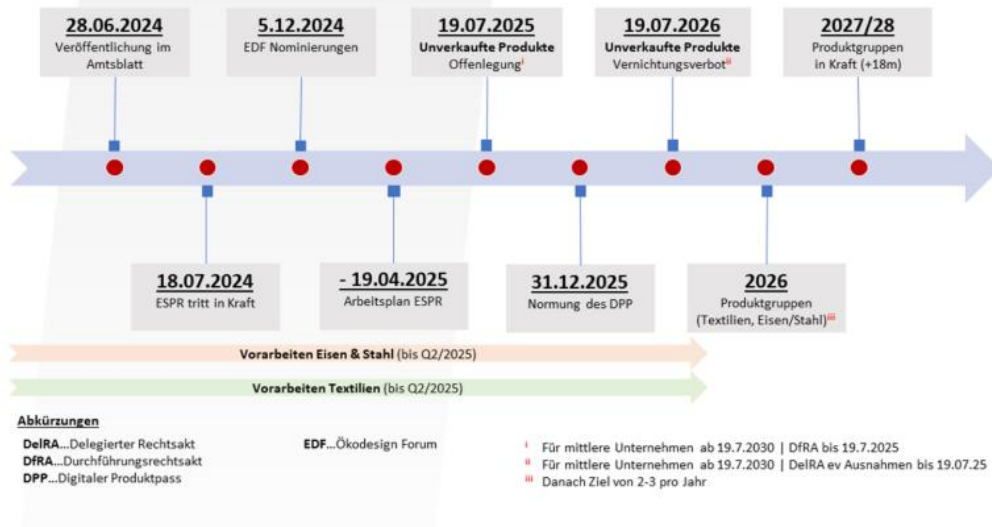 28.06.2024
Veröffentlichung im
Amtsblatt
5.12.2024
EDF Nominierungen
19.07.2025
Unverkaufte Produkte
Offenlegung i
19.07.2026
Unverkaufte Produkte
Vernichtungsverbot ii
2027/28
Produktgruppen
in Kraft (+18m)
18.07.2024
ESPR tritt in Kraft
- 19.04.2025
Arbeitsplan ESPR
31.12.2025
Normung des DPP
2026
Produktgruppen
(Textilien, Eisen/Stahl) iii
Vorarbeiten Eisen & Stahl (bis Q2/2025)
Vorarbeiten Textilien (bis Q2/2025)
Abkürzungen
DelRA...Delegierter Rechtsakt
DfRA...Durchführungsrechtsakt
DPP...Digitaler Produktpass
EDF...Ökodesign Forum
i Für mittlere Unternehmen ab 19.7.2030 | DfRA bis 19.7.2025
ii Für mittlere Unternehmen ab 19.7.2030 | DelRA ev Ausnahmen bis 19.07.25
iii Danach Ziel von 2-3 pro Jahr